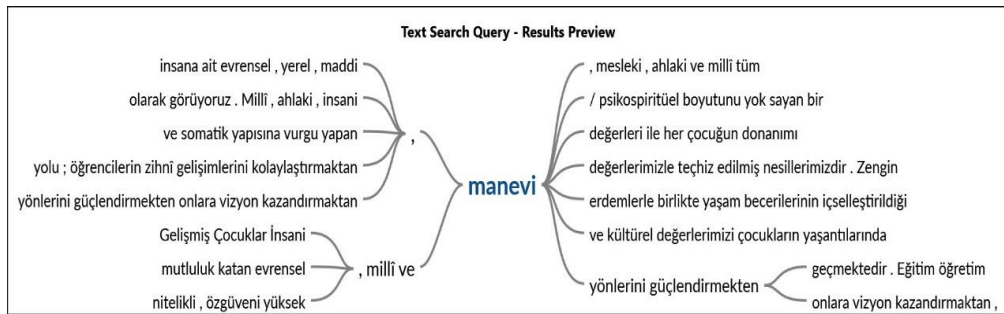 Text Search Query - Results Preview
insana ait evrensel , yerel , maddi
olarak görüyoruz . Millî , ahlaki , insani
ve somatik yapısına vurgu yapan
yolu ; öğrencilerin zihnî gelişimlerini kolaylaştırmaktan
yönlerini güçlendirmekten onlara vizyon kazandırmaktan
,
Gelişmiş Çocuklar İnsani
mutluluk katan evrensel
nitelikli , özgüveni yüksek
, millî ve
manevi
, mesleki , ahlaki ve millî tüm
/ psikospiritüel boyutunu yok sayan bir
değerleri ile her çocuğun donanımı
değerlerimizle teçhiz edilmiş nesillerimizdir . Zengin
erdemlerle birlikte yaşam becerilerinin içselleştirildiği
ve kültürel değerlerimizi çocukların yaşantılarında
yönlerini güçlendirmekten
geçmektedir . Eğitim öğretim
onlara vizyon kazandırmaktan ,